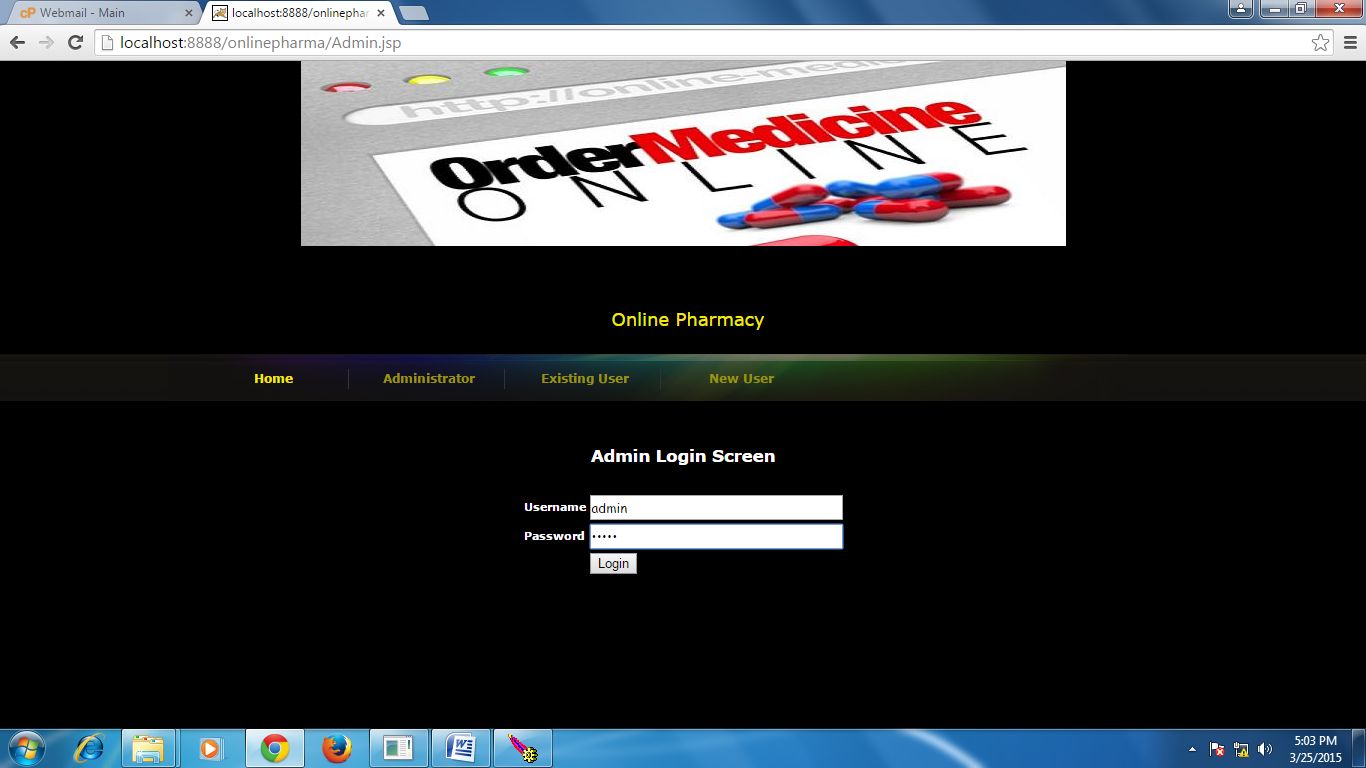 cP Webmail - Main
localhost:8888/onlinephar
localhost:8888/onlinepharma/Admin.jsp
http://online-medic
OrderMedicine
ONLINE
Online Pharmacy
Home
Administrator
Existing User
New User
Admin Login Screen
Username admin
Password •••••
Login
5:03 PM
3/25/2015